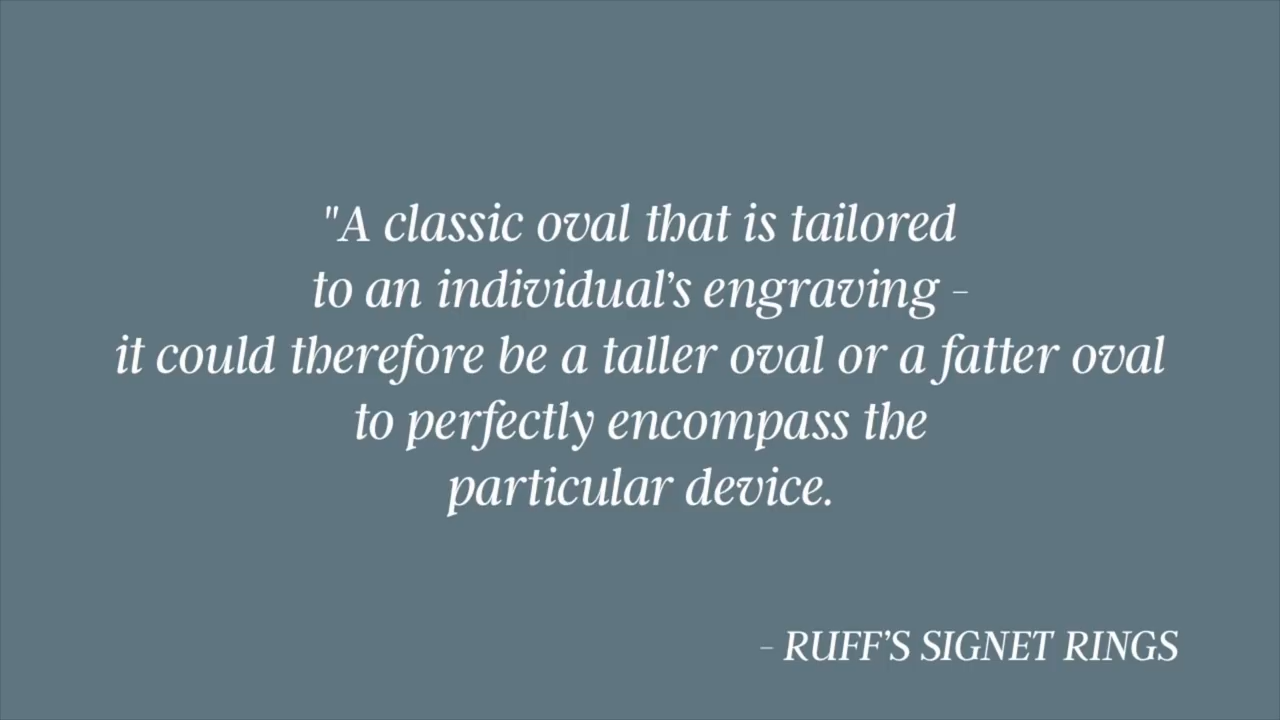 "A classic oval that is tailored
to an individual’s engraving -
it could therefore be a taller oval or a fatter oval
to perfectly encompass the
particular device.
- RUFF’S SIGNET RINGS